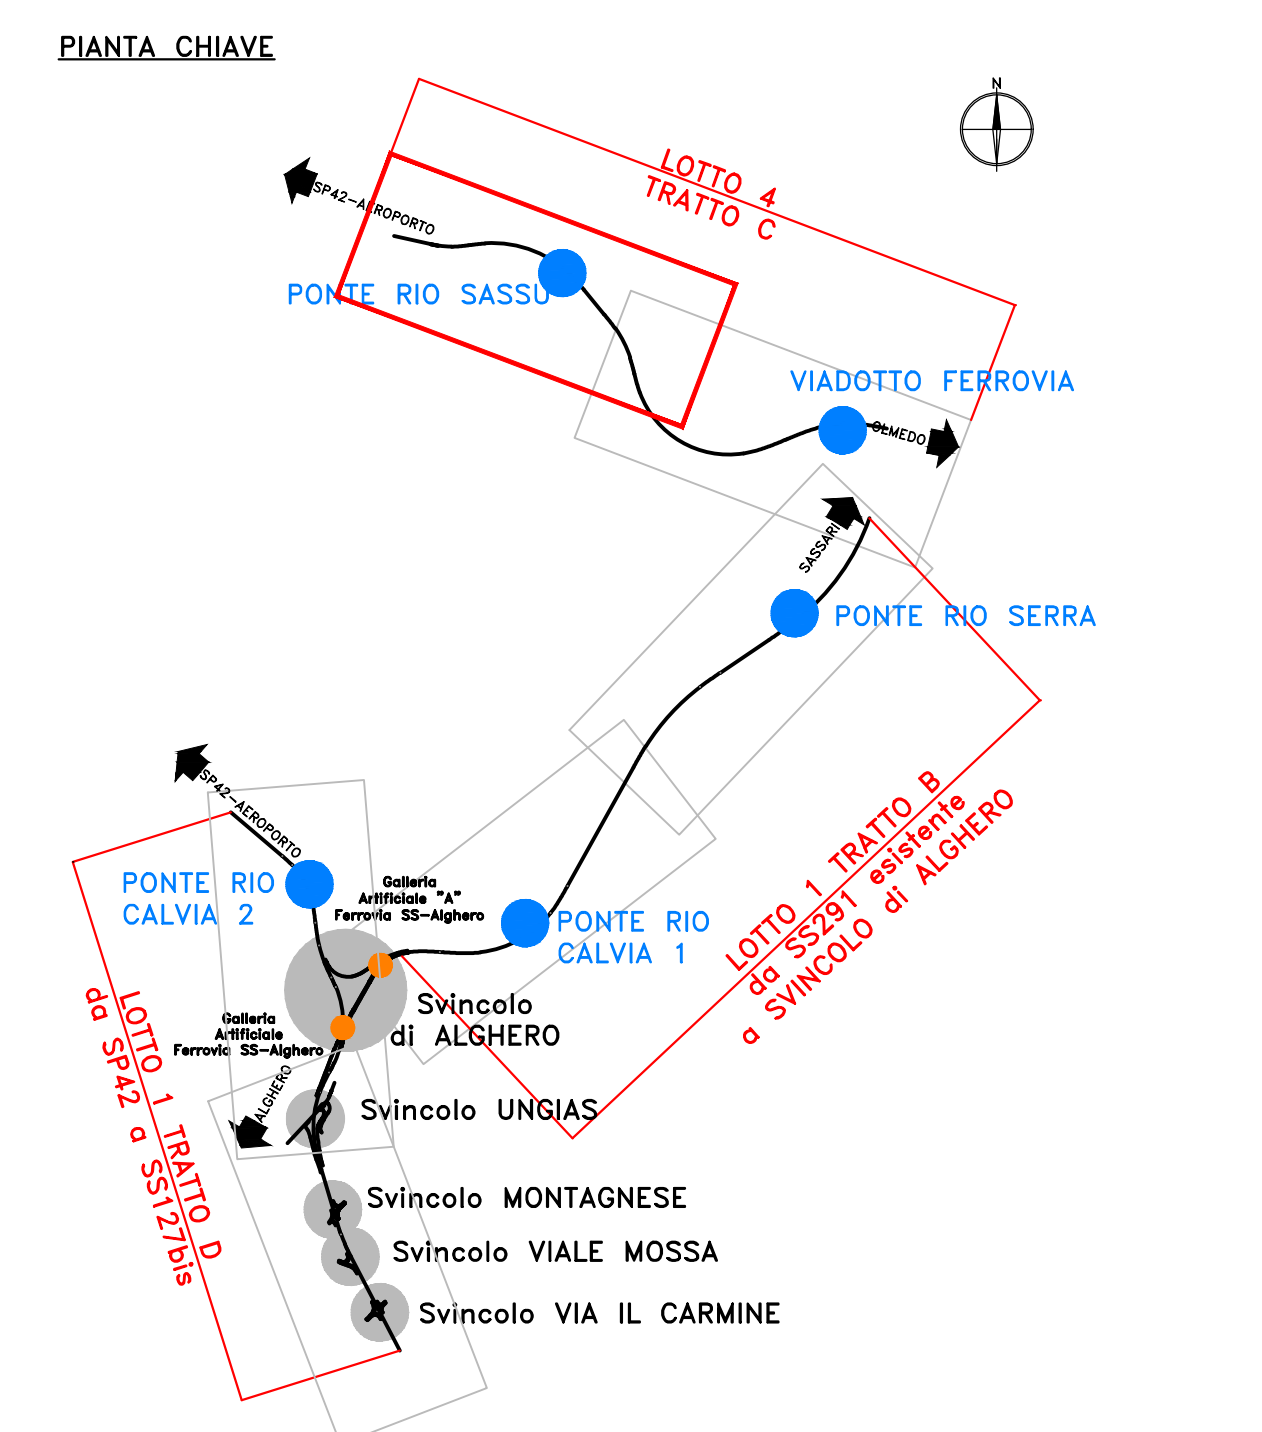 PIANTA CHIAVE
N
LOTTO 4
TRATTO C
SP42-AEROPORTO
PONTE RIO SASSU
VIADOTTO FERROVIA
OLMEDO
SASSARI
PONTE RIO SERRA
SP42-AEROPORTO
LOTTO 1 TRATTO B
da SS291 esistente
a SVINCOLO di ALGHERO
PONTE RIO
CALVIA 2
Galleria
Artificiale "A"
Ferrovia SS-Alghero
PONTE RIO
CALVIA 1
Svincolo
di ALGHERO
Galleria
Artificiale
Ferrovia SS-Alghero
LOTTO 1 TRATTO D
da SP42 a SS127bis
ALGHERO
Svincolo UNGIAS
Svincolo MONTAGNESE
Svincolo VIALE MOSSA
Svincolo VIA IL CARMINE